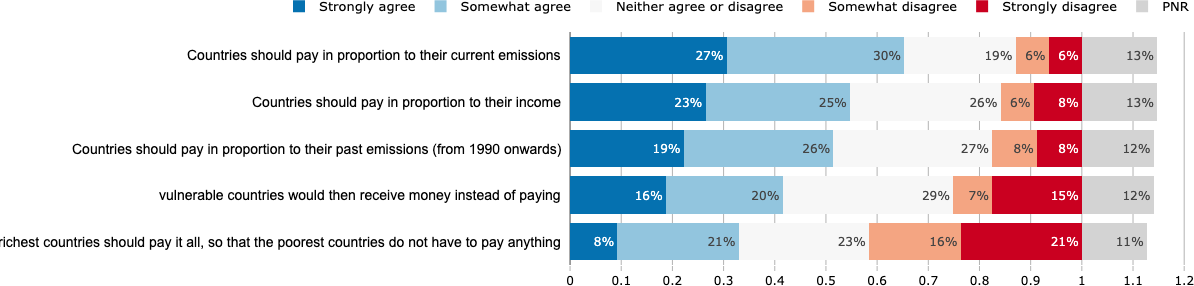 Strongly agree Somewhat agree Neither agree or disagree Somewhat disagree Strongly disagree PNR
Countries should pay in proportion to their current emissions 27% 30% 19% 6% 6% 13%
Countries should pay in proportion to their income 23% 25% 26% 6% 8% 13%
Countries should pay in proportion to their past emissions (from 1990 onwards) 19% 26% 27% 8% 8% 12%
vulnerable countries would then receive money instead of paying 16% 20% 29% 7% 15% 12%
richest countries should pay it all, so that the poorest countries do not have to pay anything 8% 21% 23% 16% 21% 11%
0 0.1 0.2 0.3 0.4 0.5 0.6 0.7 0.8 0.9 1 1.1 1.2